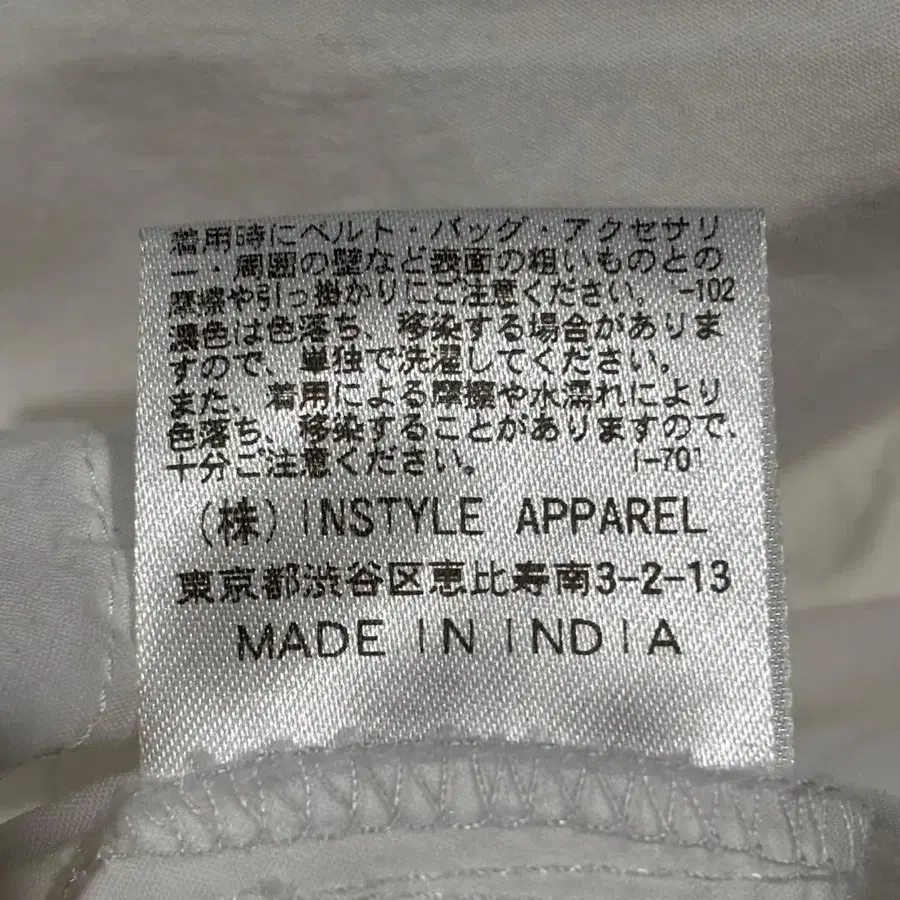 着用時にベルト・バッグ・アクセサリ
ー・周囲の壁など表面の粗いものとの
摩擦や引っ掛かりにご注意ください。 -102
濃色は色落ち、移染する場合がありま
すので、単独で洗濯してください。
また、着用による摩擦や水濡れにより
色落ち、移染することがありますので、
十分ご注意ください。 I-701
(株) INSTYLE APPAREL
東京都渋谷区恵比寿南3-2-13
MADE IN INDIA